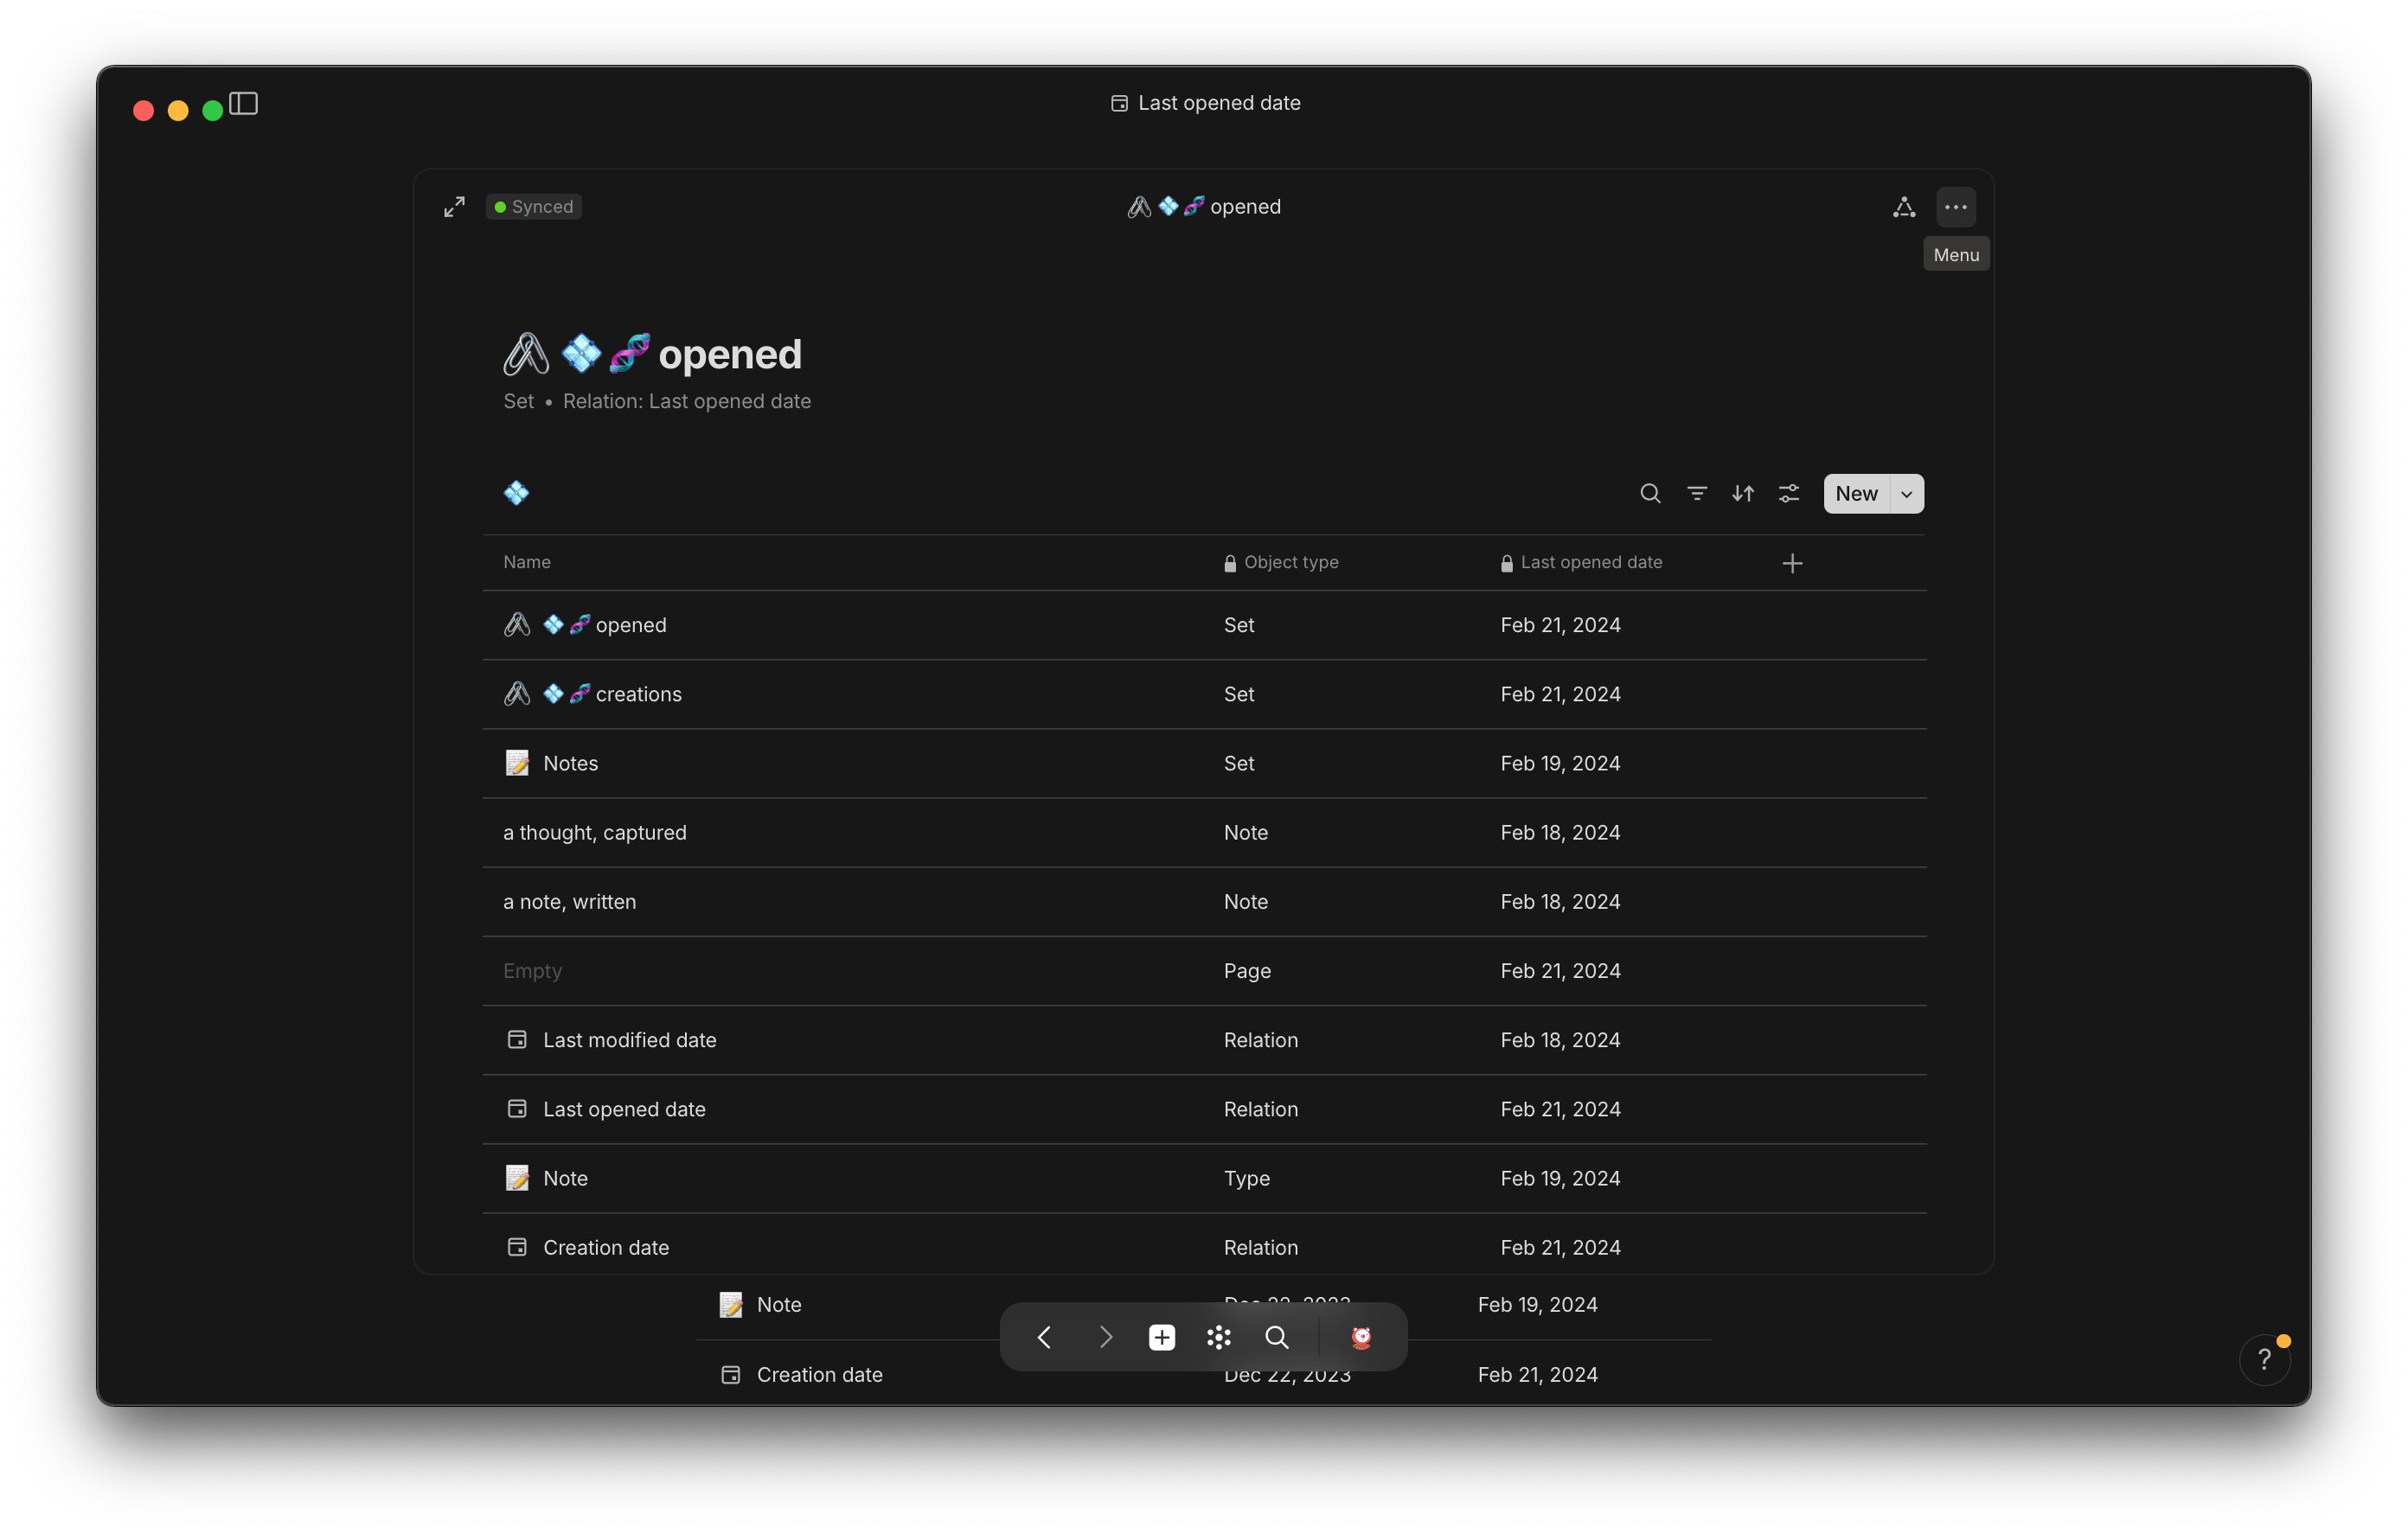 Last opened date
Synced
opened
Menu
opened
Set • Relation: Last opened date
New
Name Object type Last opened date
opened Set Feb 21, 2024
creations Set Feb 21, 2024
Notes Set Feb 19, 2024
a thought, captured Note Feb 18, 2024
a note, written Note Feb 18, 2024
Empty Page Feb 21, 2024
Last modified date Relation Feb 18, 2024
Last opened date Relation Feb 21, 2024
Note Type Feb 19, 2024
Creation date Relation Feb 21, 2024
Note Dec 22, 2023 Feb 19, 2024
Creation date Dec 22, 2023 Feb 21, 2024
?